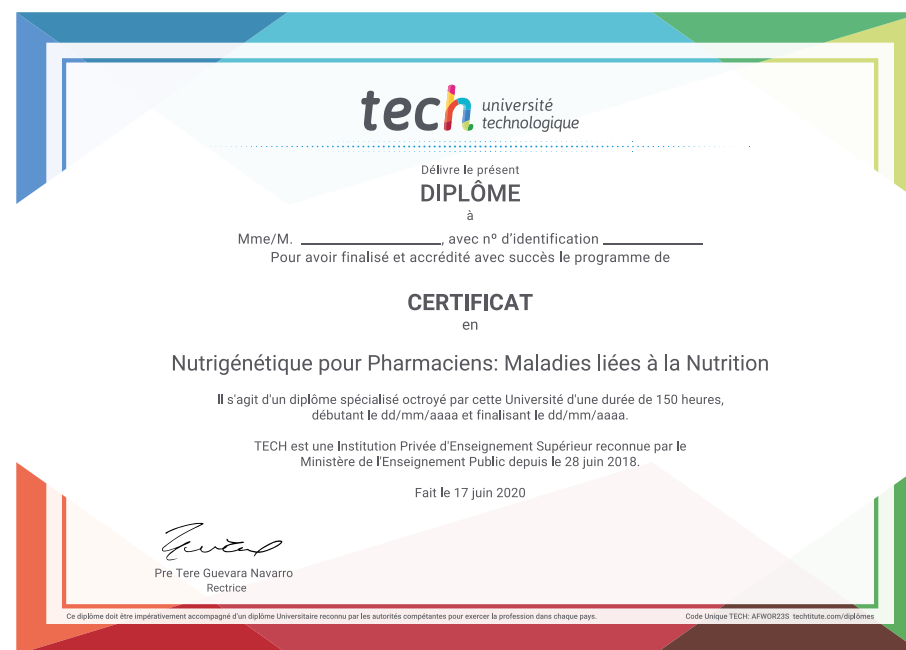 tech université
technologique
Délivre le présent
DIPLÔME
à
Mme/M. ____________________, avec nº d'identification ______________
Pour avoir finalisé et accrédité avec succès le programme de
CERTIFICAT
en
Nutrigénétique pour Pharmaciens: Maladies liées à la Nutrition
Il s'agit d'un diplôme spécialisé octroyé par cette Université d'une durée de 150 heures,
débutant le dd/mm/aaaa et finalisant le dd/mm/aaaa.
TECH est une Institution Privée d'Enseignement Supérieur reconnue par le
Ministère de l'Enseignement Public depuis le 28 juin 2018.
Fait le 17 juin 2020
Pre Tere Guevara Navarro
Rectrice
Ce diplôme doit être impérativement accompagné d'un diplôme Universitaire reconnu par les autorités compétentes pour exercer la profession dans chaque pays.
Code Unique TECH: AFWOR23S techtitute.com/diplômes